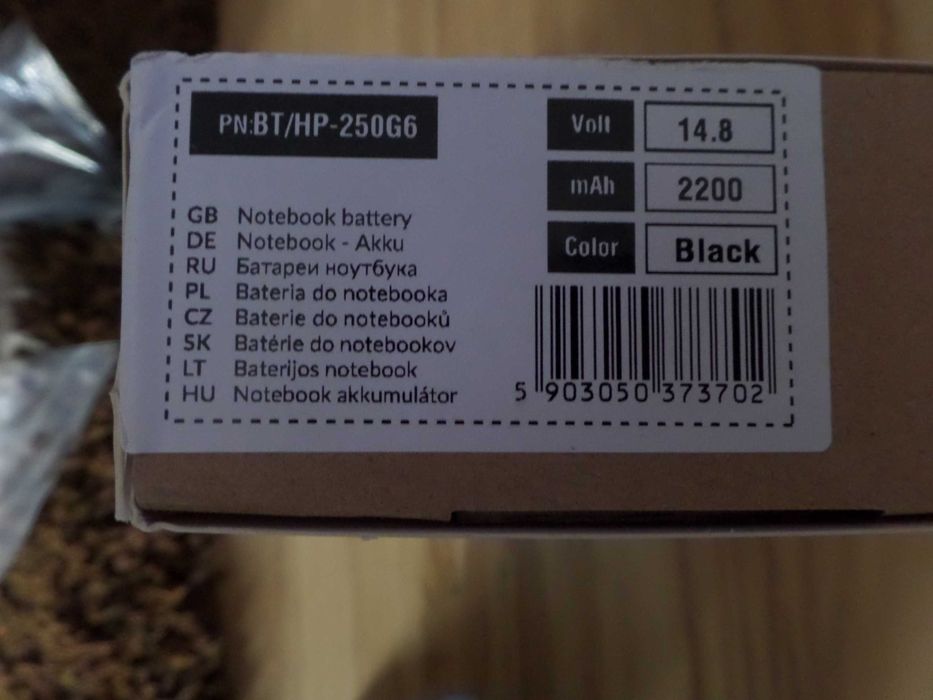 PN:BT/HP-250G6
Volt 14.8
mAh 2200
Color Black
GB Notebook battery
DE Notebook - Akku
RU Батареи ноутбука
PL Bateria do notebooka
CZ Baterie do notebooků
SK Batérie do notebookov
LT Baterijos notebook
HU Notebook akkumulátor
5 903050 373702